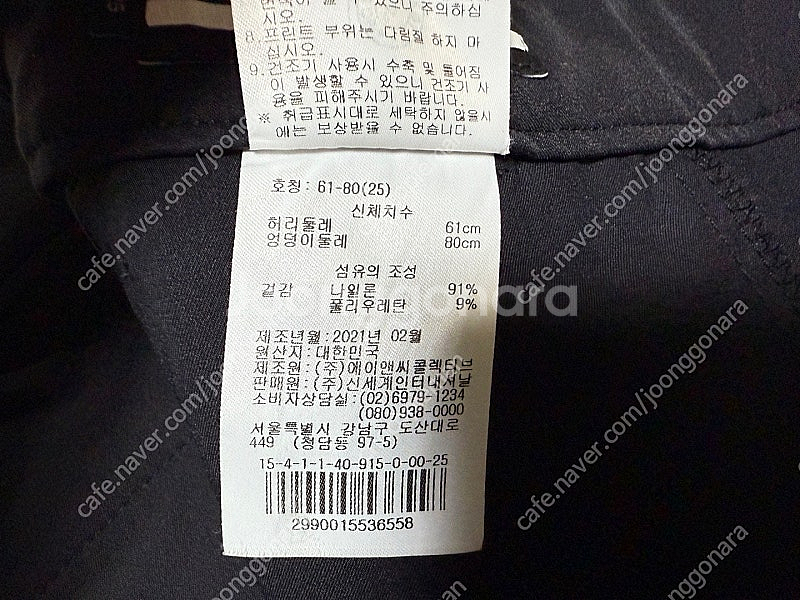 있으니 주의하십
시오.
8.프린트 부위는 다림질 하지 마
십시오.
9.건조기 사용시 수축 및 틀어짐
이 발생할 수 있으니 건조기 사
용을 피해주시기 바랍니다.
※ 취급표시대로 세탁하지 않을시
에는 보상받을 수 없습니다.
호칭: 61-80(25)
신체치수
허리둘레 61cm
엉덩이둘레 80cm
섬유의 조성
겉감 나일론 91%
폴리우레탄 9%
제조년월:2021년 02월
원산지:대한민국
제조원:(주)에이앤씨콜렉티브
판매원:(주)신세계인터내셔날
소비자상담실:(02)6979-1234
(080)938-0000
서울특별시 강남구 도산대로
449 (청담동 97-5)
15-4-1-1-40-915-0-00-25
2990015536558
joonggonara
cafe.naver.com/joonggonara
cafe.naver.com/joonggonara
cafe.naver.com/joonggonara
cafe.naver.com/joonggonara